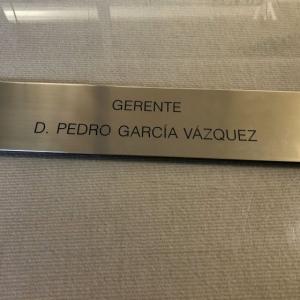 GERENTE
D. PEDRO GARCÍA VÁZQUEZ